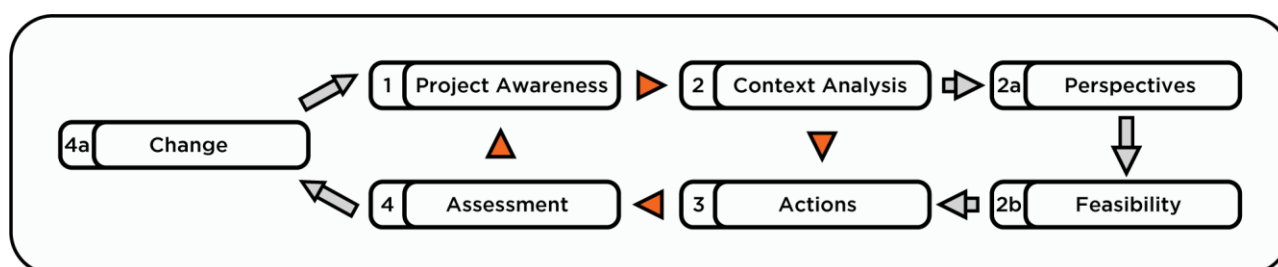 1 Project Awareness
2 Context Analysis
2a Perspectives
4a Change
4 Assessment
3 Actions
2b Feasibility